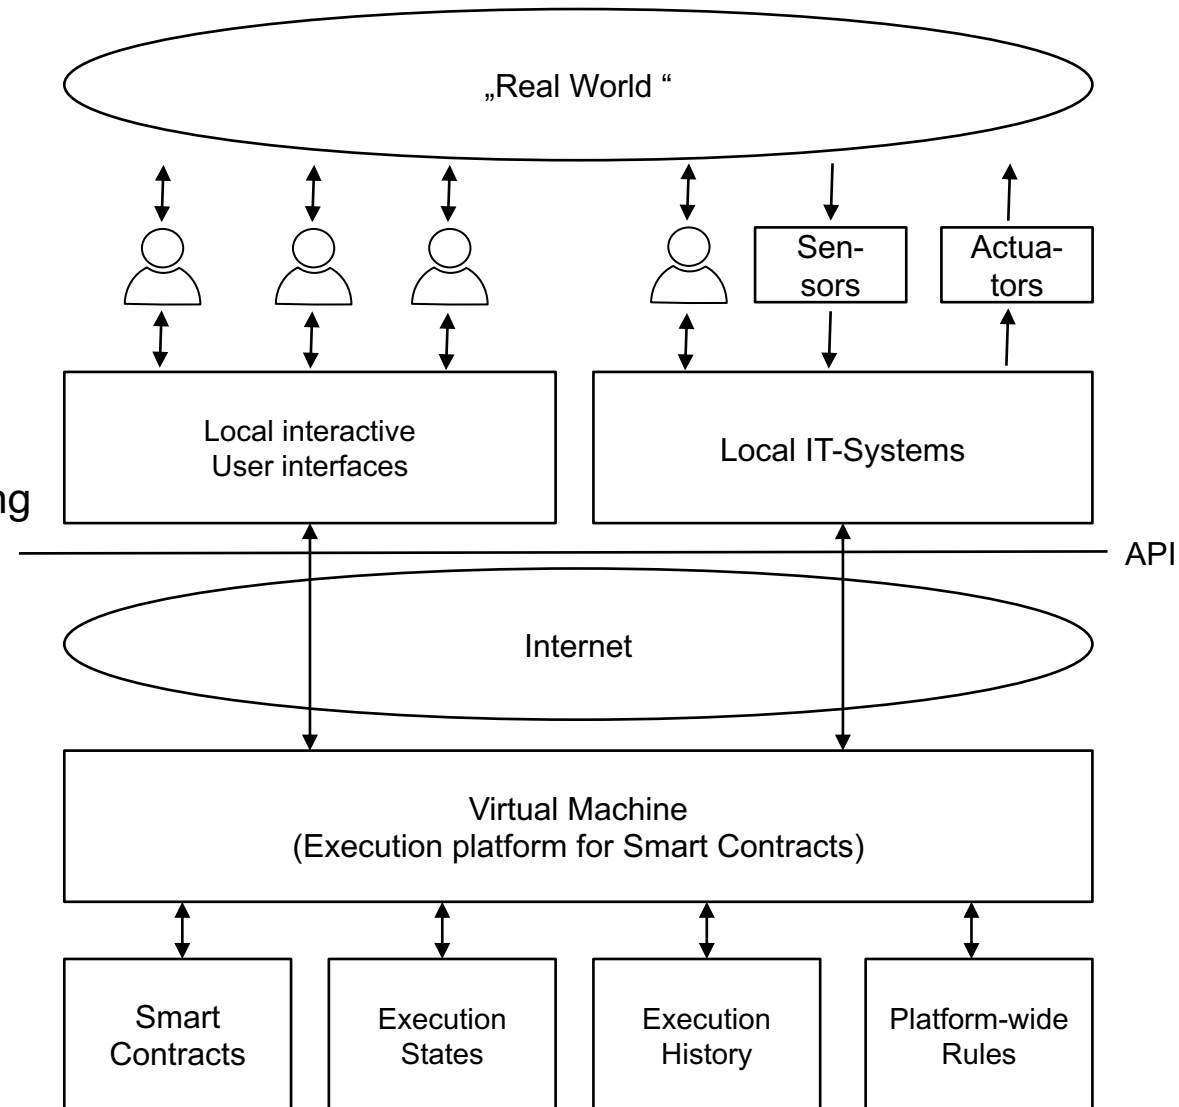 „Real World “
Sen-
sors
Actua-
tors
Local interactive
User interfaces
Local IT-Systems
API
Internet
Virtual Machine
(Execution platform for Smart Contracts)
Smart
Contracts
Execution
States
Execution
History
Platform-wide
Rules